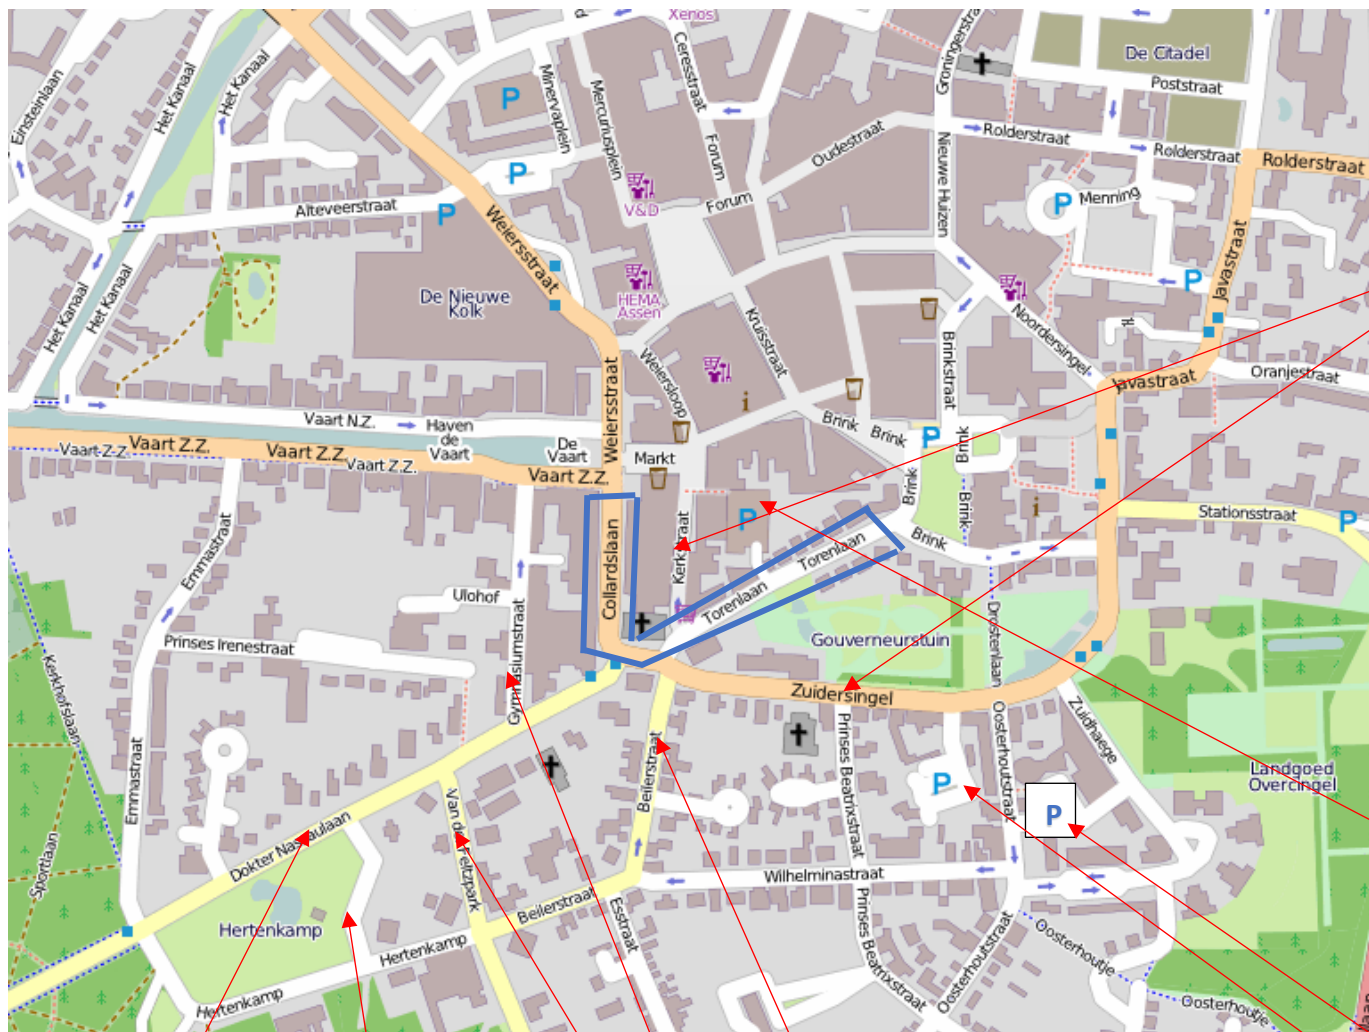 Xenos
De Citadel
Groningerstra
Ceresstraat
Het Kanaal
Het Kanaal
Einsteinlaan
Minervaplein
Mercuriusplein
P
Poststraat
Forum
Oudestraat
Rolderstraat
Rolderstraat
Rolderstraat
Nieuwe Huizen
P
V&D
Forum
P
Menning
Alteveerstraat
P
Weiersstraat
Javastraat
P
De Nieuwe
Kolk
HEMA
Assen
Het Kanaal
Het Kanaal
Kruisstraat
Noordersingel
Brinkstraat
Weiersloop
Weierstraat
Javastraat
Oranjestraat
i
Vaart N.Z.
Haven
de
Vaart
De
Vaart
Brink
Brink
P
Brink
Vaart Z.Z.
Vaart Z.Z.
Vaart Z.Z.
Vaart Z.Z.
Vaart Z.Z.
Markt
Brink
Brink
P
i
Stationsstraat
P
Emmastraat
Collardslaan
Kerkstraat
Torenlaan
Brink
Torenlaan
Ulohof
Drostenlaan
Gouverneurstuin
Prinses Irenestraat
Gymnasiumstraat
Kerkhofslaan
Zuidersingel
Emmastraat
Beilerstraat
Prinses Beatrixstraat
Oosterhoutstraat
Zuidhaege
Landgoed
Overcingel
P
P
Van der Feltzpark
Dokter Nassaulaan
Sportlaan
Wilhelminastraat
Beilerstraat
Hertenkamp
Hertenkamp
Esstraat
Prinses Beatrixstraat
Oosterhoutstraat
Oosterhoutje
Hertenkamp
Oosterhoutje